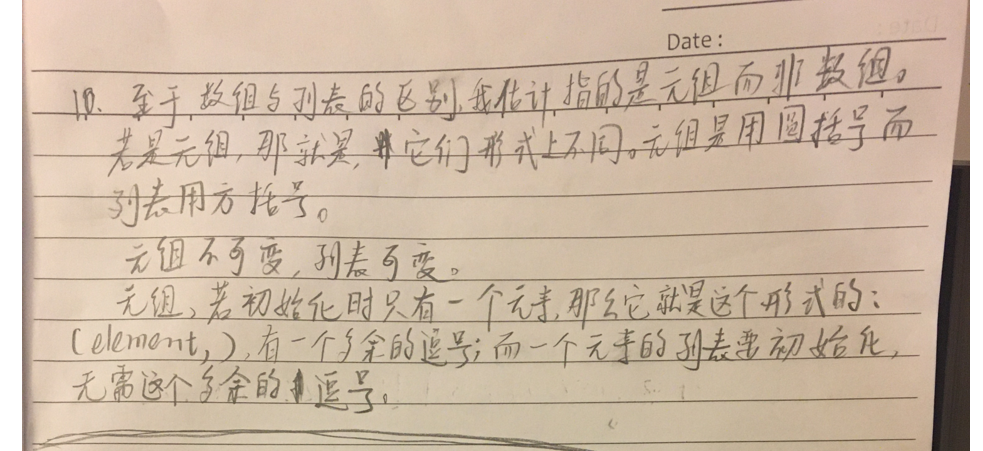 Date:
10. 至于数组与列表的区别,我估计指的是元组而非数组。
若是元组,那就是,它们形式上不同。元组是用圆括号而
列表用方括号。
元组不可变,列表可变。
元组,若初始化时只有一个元素,那么它就是这个形式的:
(element,),有一个多余的逗号;而一个元素的列表要初始化,
无需这个多余的逗号。